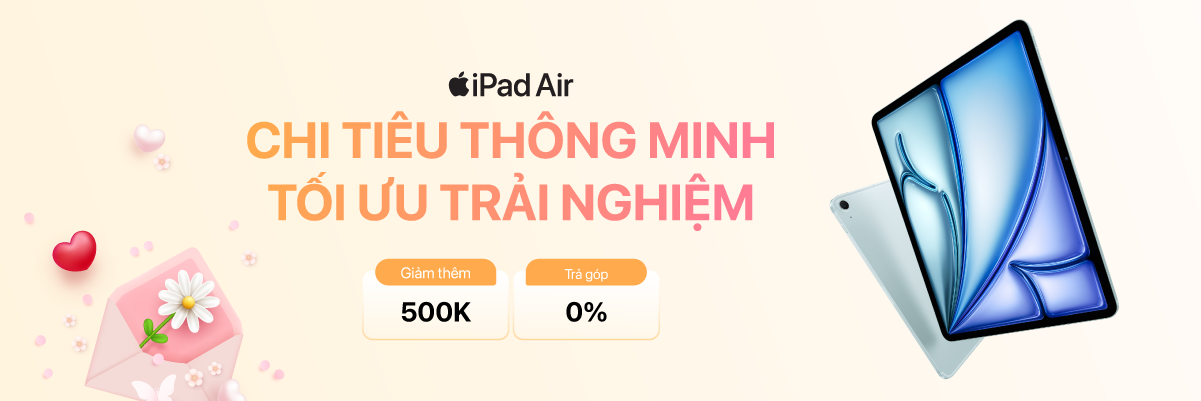 iPad Air
CHI TIÊU THÔNG MINH
TỐI ƯU TRẢI NGHIỆM
Giảm thêm
500K
Trả góp
0%